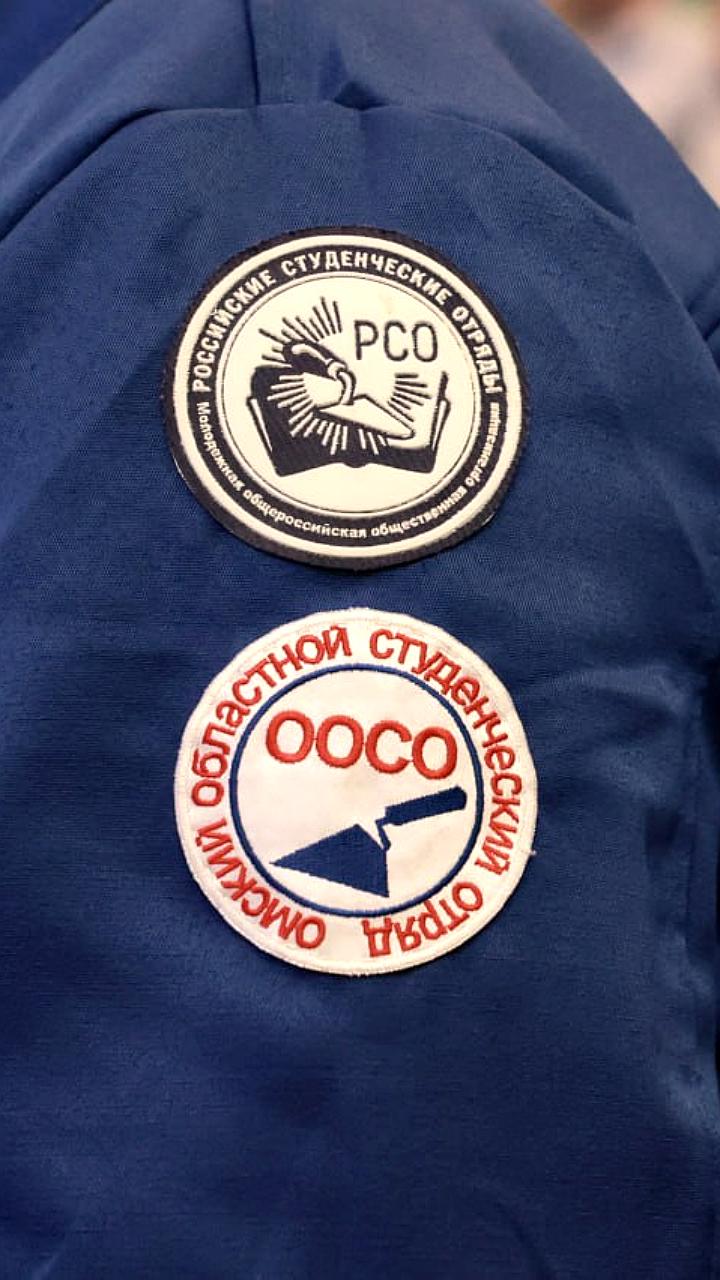 РОССИЙСКИЕ СТУДЕНЧЕСКИЕ ОТРЯДЫ
РСО
Молодежная общероссийская общественная организация
ОМСКИЙ Областной студенческий отряд
ООСО